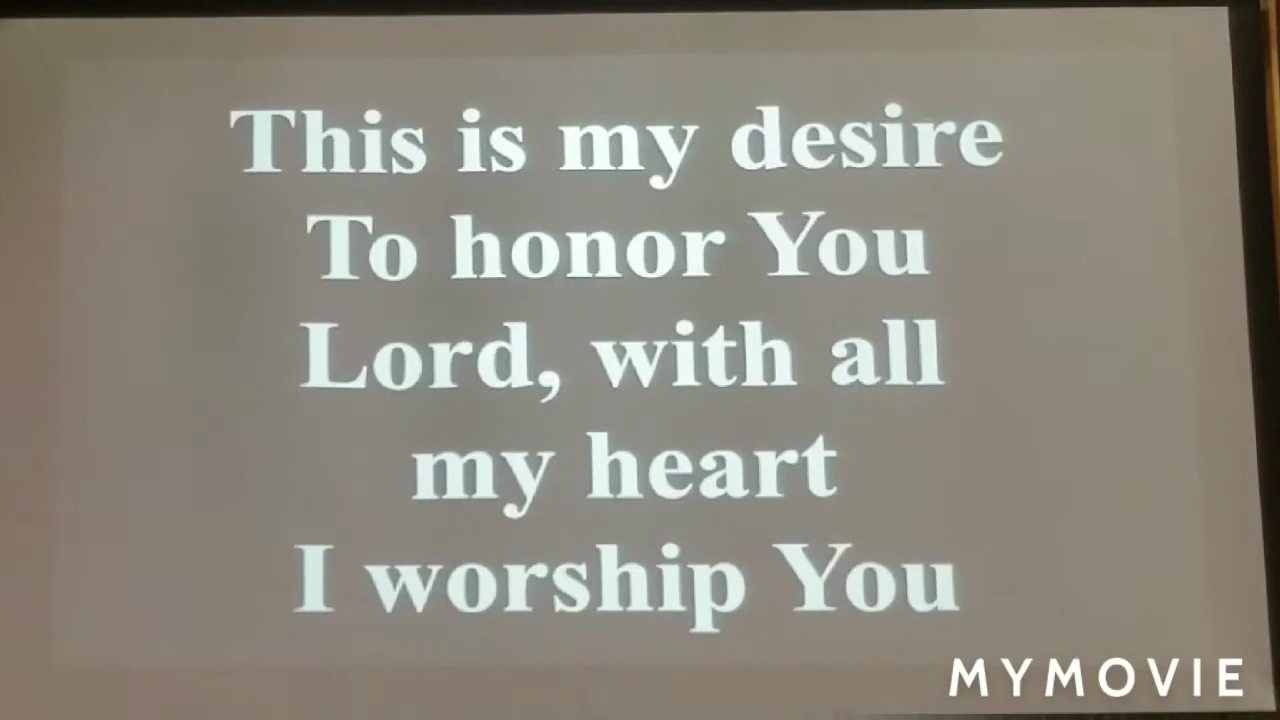 This is my desire
To honor You
Lord, with all
my heart
I worship You
MYMOVIE